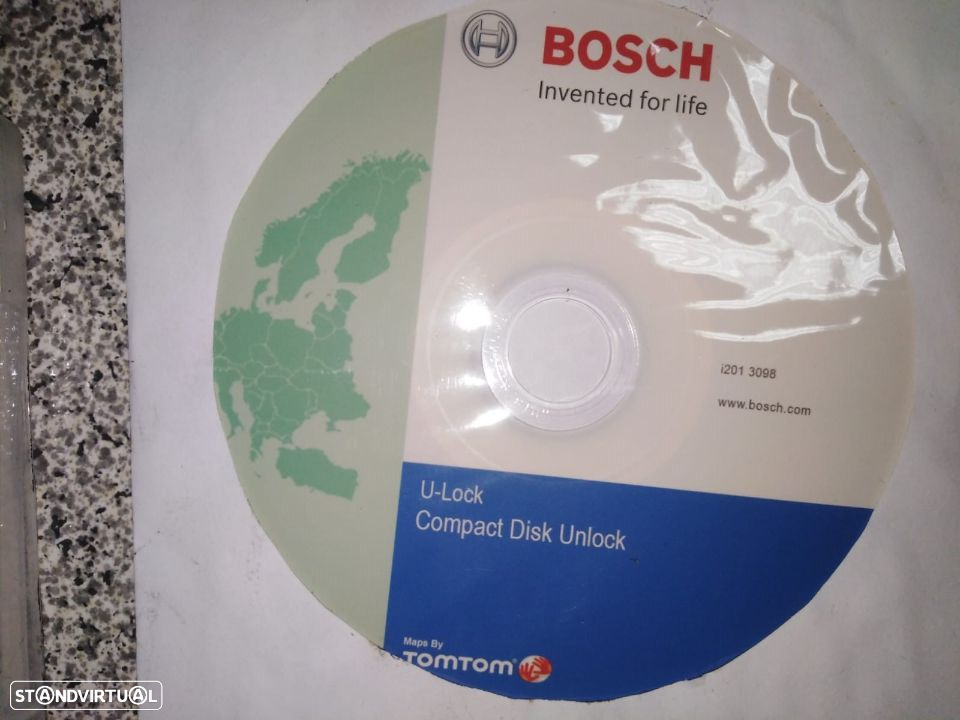 BOSCH
Invented for life
i201 3098
www.bosch.com
U-Lock
Compact Disk Unlock
Maps By
TOMTOM
STANDVIRTUAL